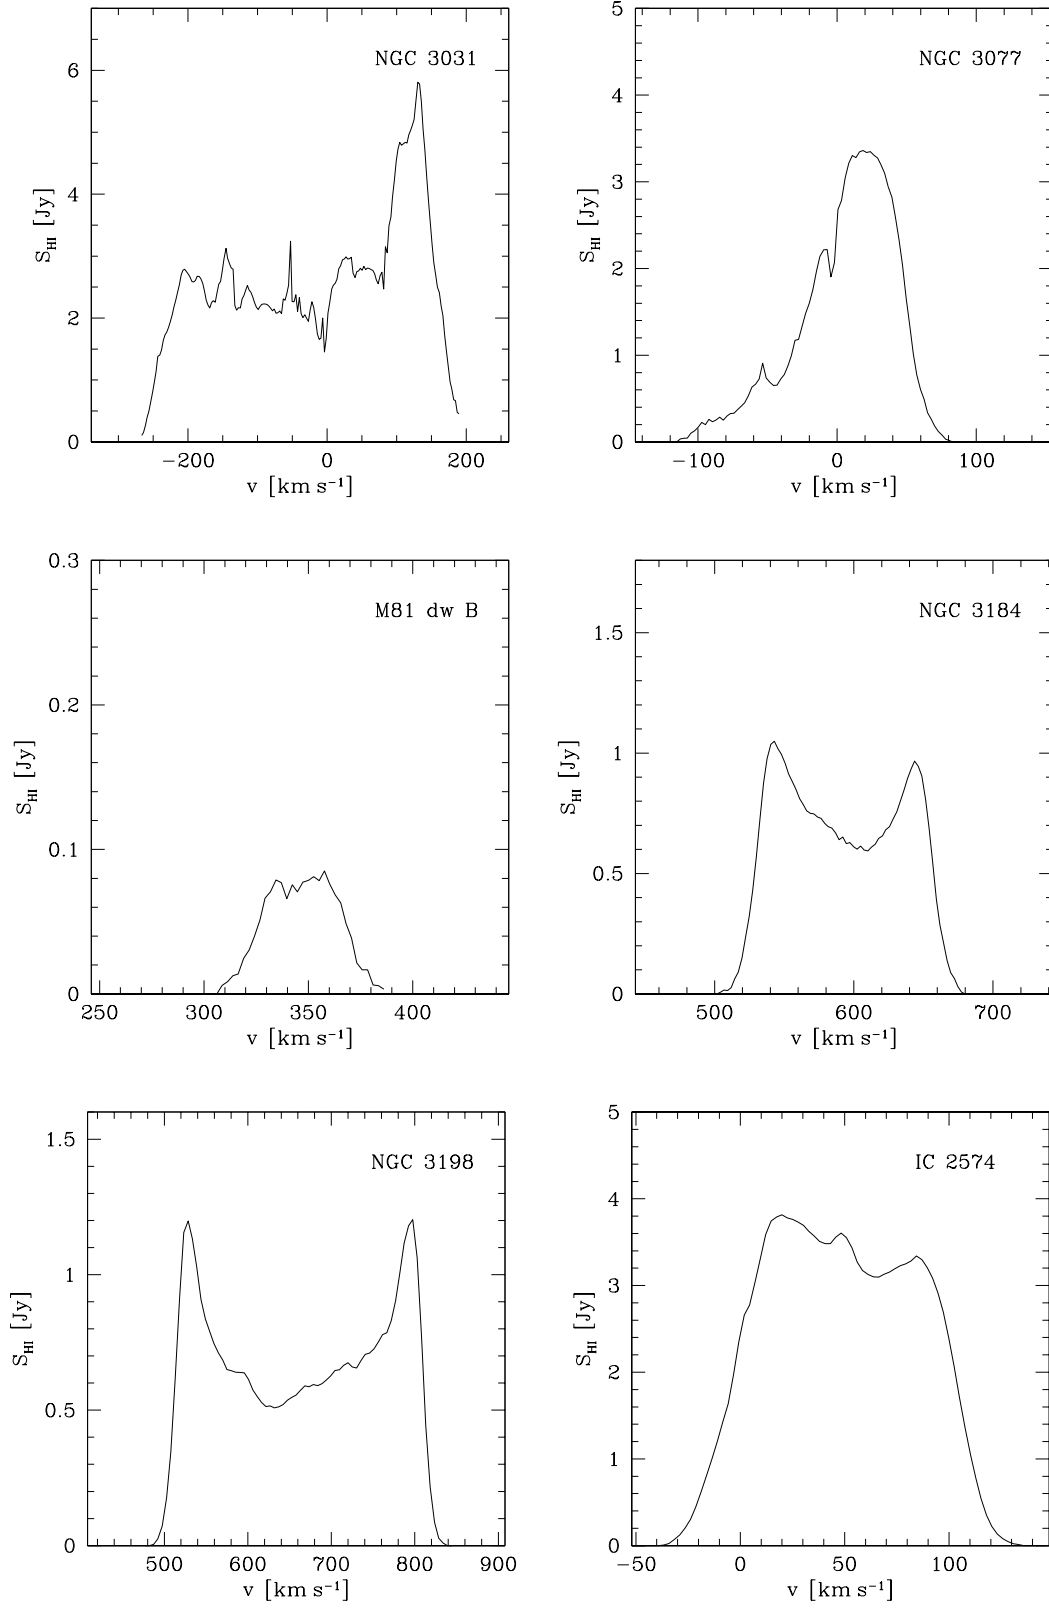 NGC 3031
S_HI [Jy]
6
4
2
0
−200 0 200
v [km s⁻¹]
NGC 3077
S_HI [Jy]
5
4
3
2
1
0
−100 0 100
v [km s⁻¹]
M81 dw B
S_HI [Jy]
0.3
0.2
0.1
0
250 300 350 400
v [km s⁻¹]
NGC 3184
S_HI [Jy]
1.5
1
0.5
0
500 600 700
v [km s⁻¹]
NGC 3198
S_HI [Jy]
1.5
1
0.5
0
500 600 700 800 900
v [km s⁻¹]
IC 2574
S_HI [Jy]
5
4
3
2
1
0
−50 0 50 100
v [km s⁻¹]